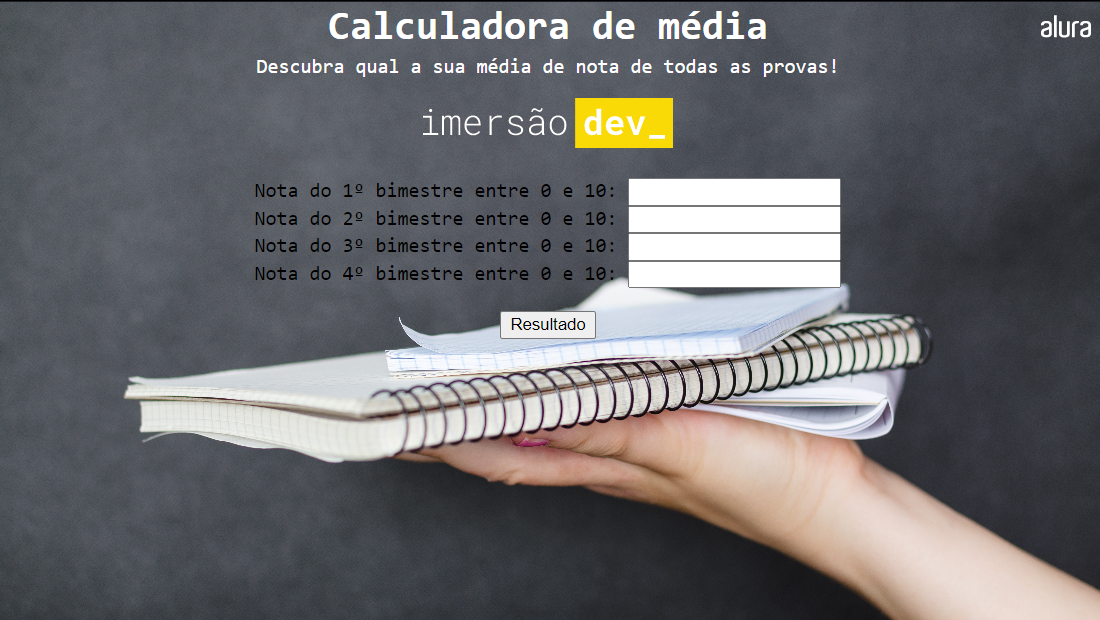 Calculadora de média
alura
Descubra qual a sua média de nota de todas as provas!
imersão dev_
Nota do 1º bimestre entre 0 e 10:
Nota do 2º bimestre entre 0 e 10:
Nota do 3º bimestre entre 0 e 10:
Nota do 4º bimestre entre 0 e 10:
Resultado